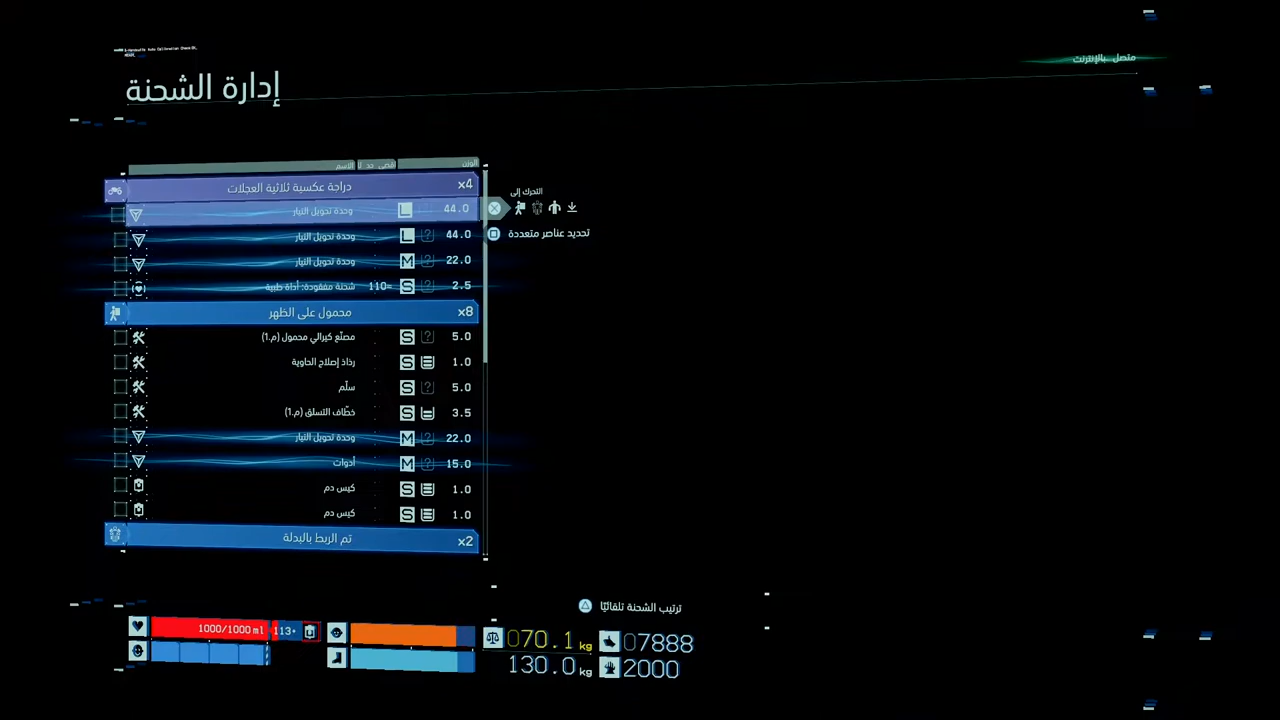 متصل بالإنترنت
إدارة الشحنة
الاسم الوزن
دراجة عكسية ثلاثية العجلات x4
وحدة تحويل التيار L 44.0
التحرك إلى
وحدة تحويل التيار L 44.0
تحديد عناصر متعددة
وحدة تحويل التيار M 22.0
شحنة مفقودة: أداة طبية 110= S 2.5
محمول على الظهر x8
مصنّع كيرالي محمول (م.1) S 5.0
رذاذ إصلاح الحاوية S 1.0
سلّم S 5.0
خطّاف التسلق (م.1) S 3.5
وحدة تحويل التيار M 22.0
أدوات M 15.0
كيس دم S 1.0
كيس دم S 1.0
تم الربط بالبدلة x2
ترتيب الشحنة تلقائيًا
1000/1000 ml 113+
070.1 kg 07888
130.0 kg 2000